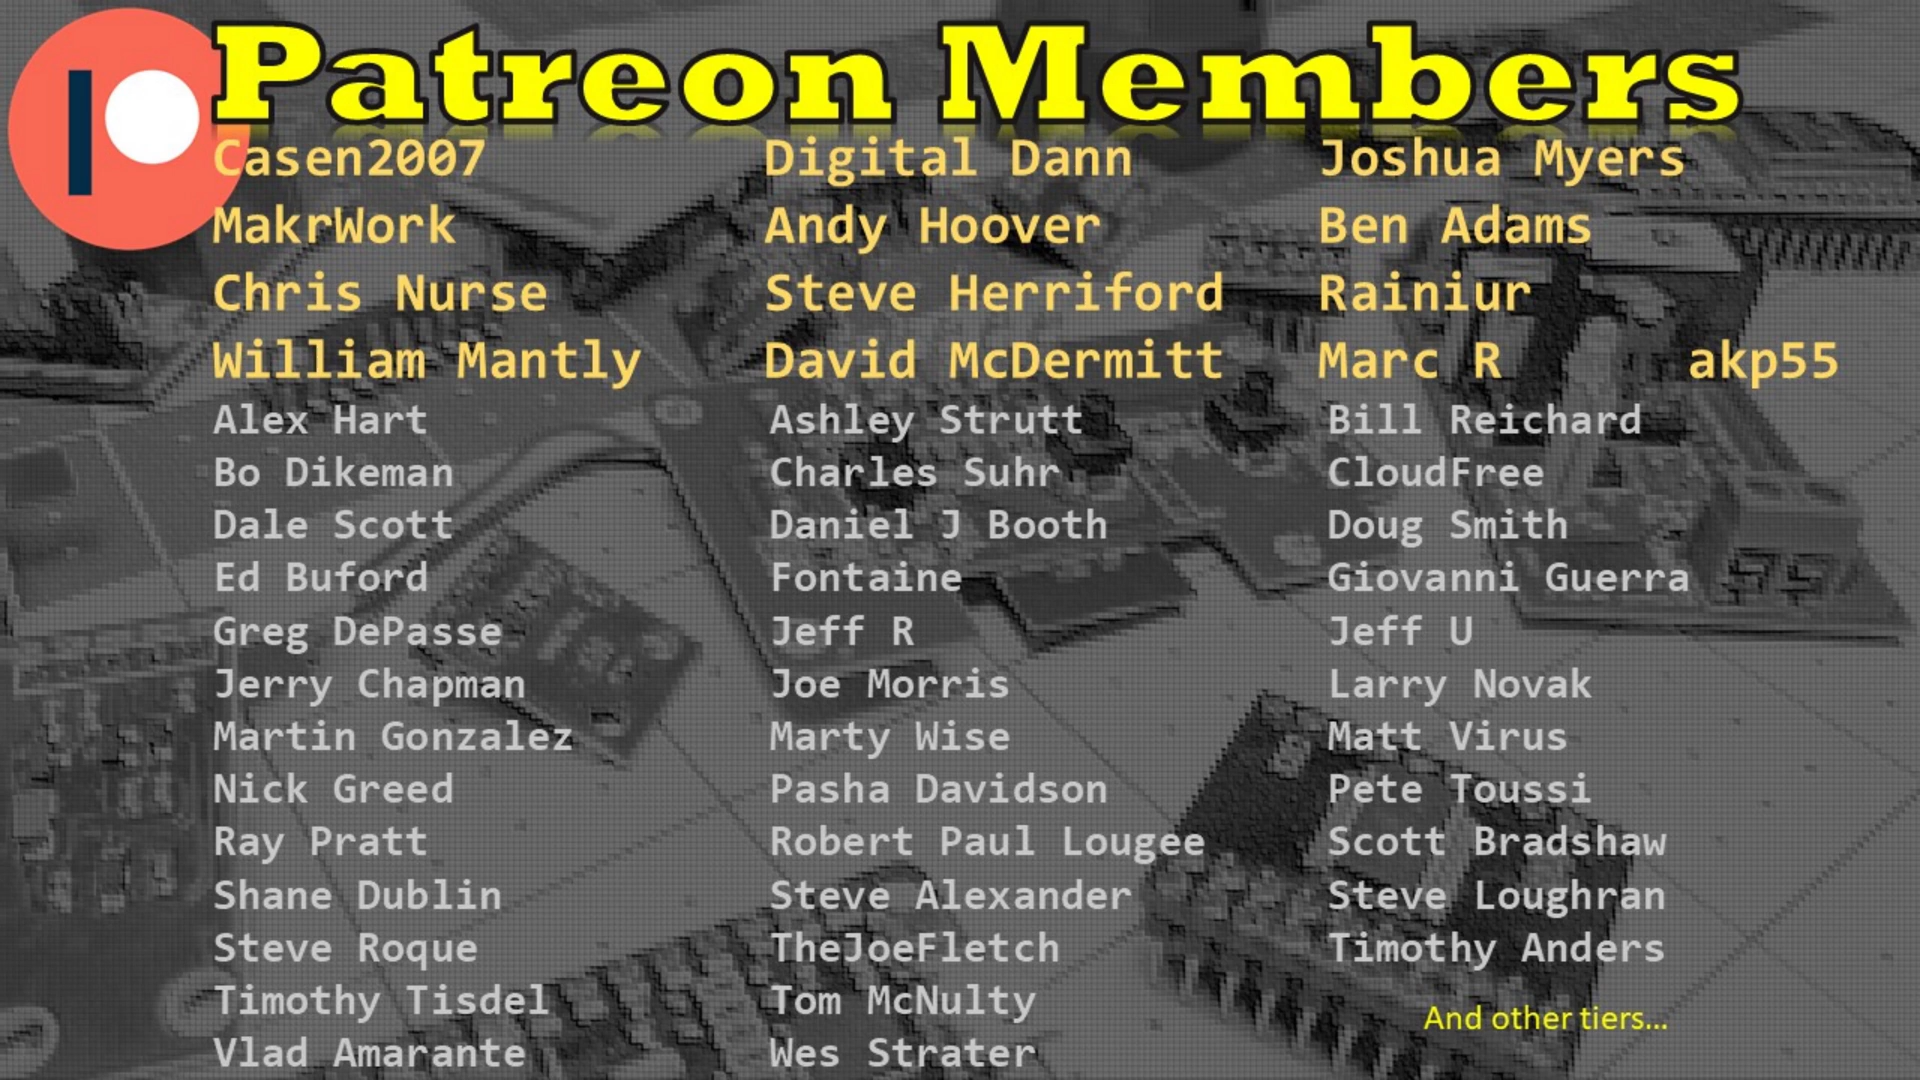 Patreon Members
Casen2007 Digital Dann Joshua Myers
MakrWork Andy Hoover Ben Adams
Chris Nurse Steve Herriford Rainiur
William Mantly David McDermitt Marc R akp55
Alex Hart Ashley Strutt Bill Reichard
Bo Dikeman Charles Suhr CloudFree
Dale Scott Daniel J Booth Doug Smith
Ed Buford Fontaine Giovanni Guerra
Greg DePasse Jeff R Jeff U
Jerry Chapman Joe Morris Larry Novak
Martin Gonzalez Marty Wise Matt Virus
Nick Greed Pasha Davidson Pete Toussi
Ray Pratt Robert Paul Lougee Scott Bradshaw
Shane Dublin Steve Alexander Steve Loughran
Steve Roque TheJoeFletch Timothy Anders
Timothy Tisdel Tom McNulty
And other tiers...
Vlad Amarante Wes Strater